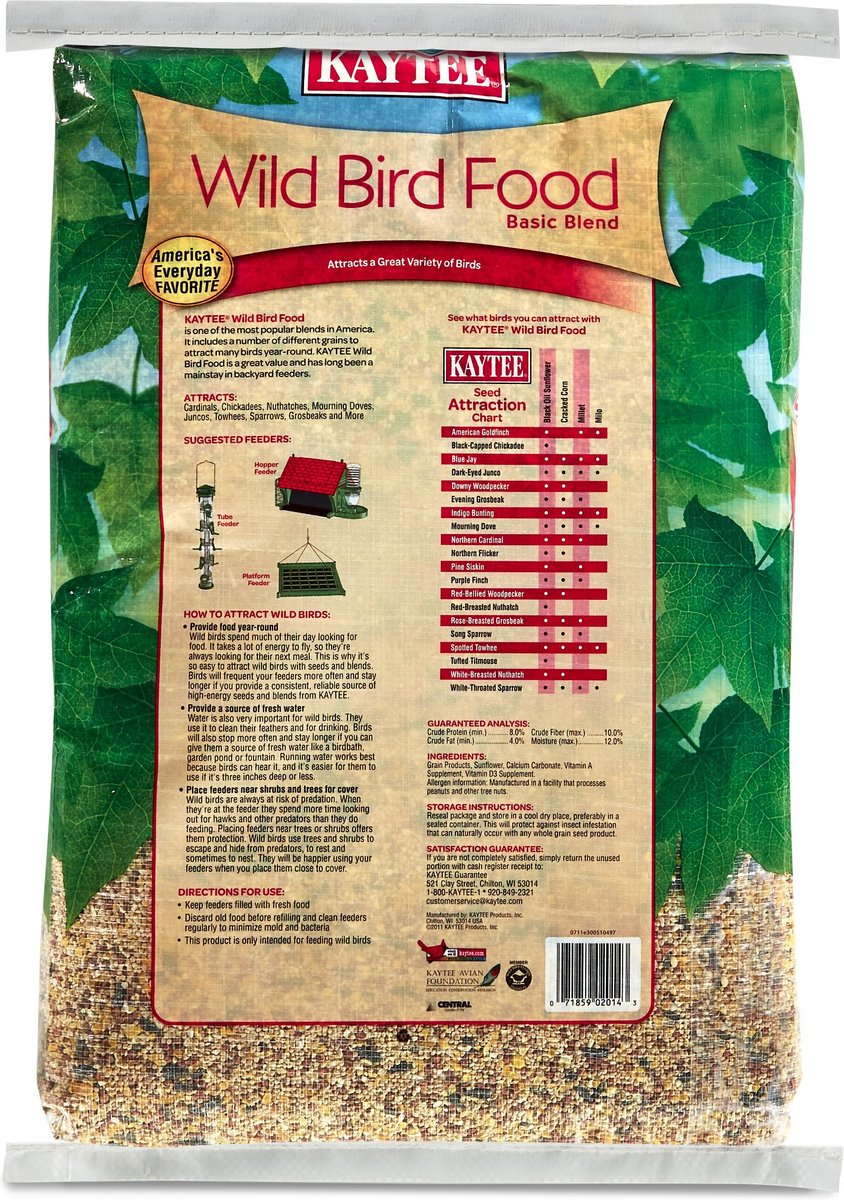 KAYTEE®
Wild Bird Food
Basic Blend
America's
Everyday
FAVORITE
Attracts a Great Variety of Birds
KAYTEE® Wild Bird Food
is one of the most popular blends in America.
It includes a number of different grains to
attract many birds year-round. KAYTEE Wild
Bird Food is a great value and has long been a
mainstay in backyard feeders.
ATTRACTS:
Cardinals, Chickadees, Nuthatches, Mourning Doves,
Juncos, Towhees, Sparrows, Grosbeaks and More
SUGGESTED FEEDERS:
Hopper
Feeder
Tube
Feeder
Platform
Feeder
HOW TO ATTRACT WILD BIRDS:
• Provide food year-round
Wild birds spend much of their day looking for
food. It takes a lot of energy to fly, so they're
always looking for their next meal. This is why it's
so easy to attract wild birds with seeds and blends.
Birds will frequent your feeders more often and stay
longer if you provide a consistent, reliable source of
high-energy seeds and blends from KAYTEE.
• Provide a source of fresh water
Water is also very important for wild birds. They
use it to clean their feathers and for drinking. Birds
will also stop more often and stay longer if you can
give them a source of fresh water like a birdbath,
garden pond or fountain. Running water works best
because birds can hear it, and it's easier for them to
use if it's three inches deep or less.
• Place feeders near shrubs and trees for cover
Wild birds are always at risk of predation. When
they're at the feeder they spend more time looking
out for hawks and other predators than they do
feeding. Placing feeders near trees or shrubs offers
them protection. Wild birds use trees and shrubs to
escape and hide from predators, to rest and
sometimes to nest. They will be happier using your
feeders when you place them close to cover.
DIRECTIONS FOR USE:
• Keep feeders filled with fresh food
• Discard old food before refilling and clean feeders
regularly to minimize mold and bacteria
• This product is only intended for feeding wild birds
See what birds you can attract with
KAYTEE® Wild Bird Food
KAYTEE
Seed
Attraction
Chart
Black Oil Sunflower
Cracked Corn
Millet
Milo
American Goldfinch
Black-Capped Chickadee
Blue Jay
Dark-Eyed Junco
Downy Woodpecker
Evening Grosbeak
Indigo Bunting
Mourning Dove
Northern Cardinal
Northern Flicker
Pine Siskin
Purple Finch
Red-Bellied Woodpecker
Red-Breasted Nuthatch
Rose-Breasted Grosbeak
Song Sparrow
Spotted Towhee
Tufted Titmouse
White-Breasted Nuthatch
White-Throated Sparrow
GUARANTEED ANALYSIS:
Crude Protein (min.) .......... 8.0% Crude Fiber (max.) .......10.0%
Crude Fat (min.) ............... 4.0% Moisture (max.)............12.0%
INGREDIENTS:
Grain Products, Sunflower, Calcium Carbonate, Vitamin A
Supplement, Vitamin D3 Supplement.
Allergen information: Manufactured in a facility that processes
peanuts and other tree nuts.
STORAGE INSTRUCTIONS:
Reseal package and store in a cool dry place, preferably in a
sealed container. This will protect against insect infestation
that can naturally occur with any whole grain seed product.
SATISFACTION GUARANTEE:
If you are not completely satisfied, simply return the unused
portion with cash register receipt to:
KAYTEE Guarantee
521 Clay Street, Chilton, WI 53014
1-800-KAYTEE-1 • 920-849-2321
customerservice@kaytee.com
Manufactured by: KAYTEE Products, Inc.
Chilton, WI 53014 USA
©2011 KAYTEE Products, Inc.
0711e300510497
kaytee.com
KAYTEE AVIAN
FOUNDATION
EDUCATION CONSERVATION RESEARCH
MEMBER
CENTRAL
0 71859 02014 3